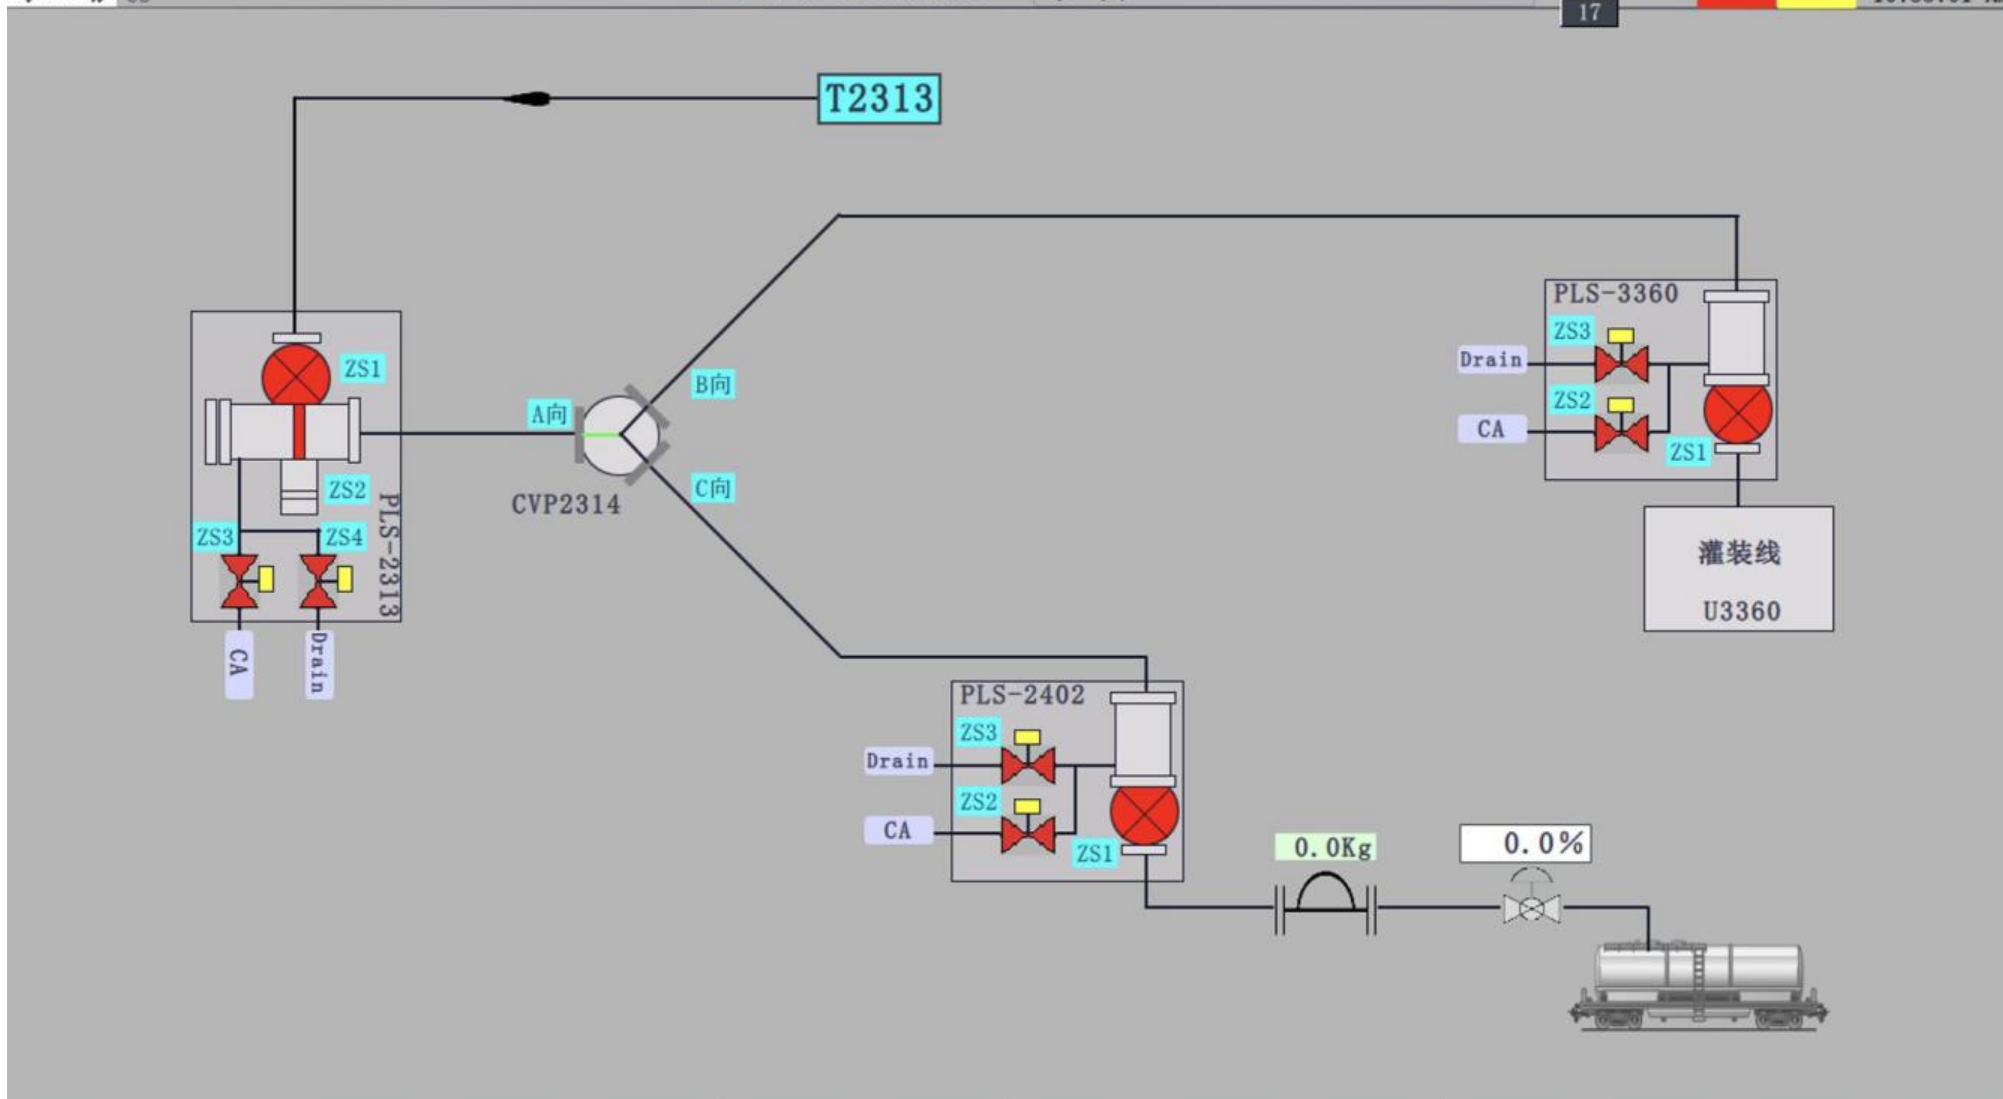 17
T2313
PLS-3360
ZS3
Drain
ZS2
CA
ZS1
灌装线
U3360
ZS1
ZS2
ZS3
ZS4
PLS-2313
CA
Drain
A向
B向
C向
CVP2314
PLS-2402
ZS3
Drain
ZS2
CA
ZS1
0.0Kg
0.0%